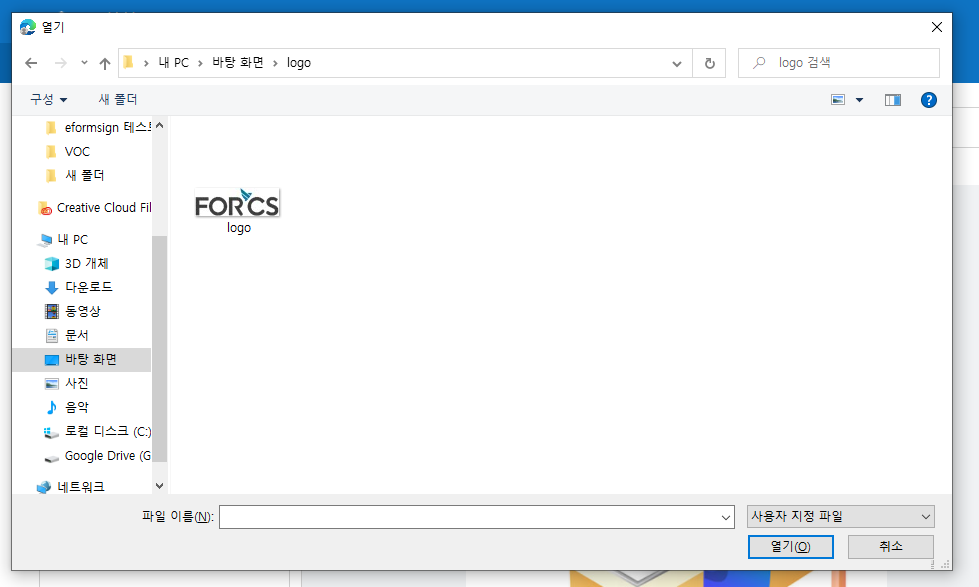 열기
내 PC
바탕 화면
logo
logo 검색
구성
새 폴더
eformsign 테스트
VOC
새 폴더
Creative Cloud Fil
내 PC
3D 개체
다운로드
동영상
문서
바탕 화면
사진
음악
로컬 디스크 (C:)
Google Drive (G
네트워크
FORCS
logo
파일 이름(N):
사용자 지정 파일
열기(O)
취소